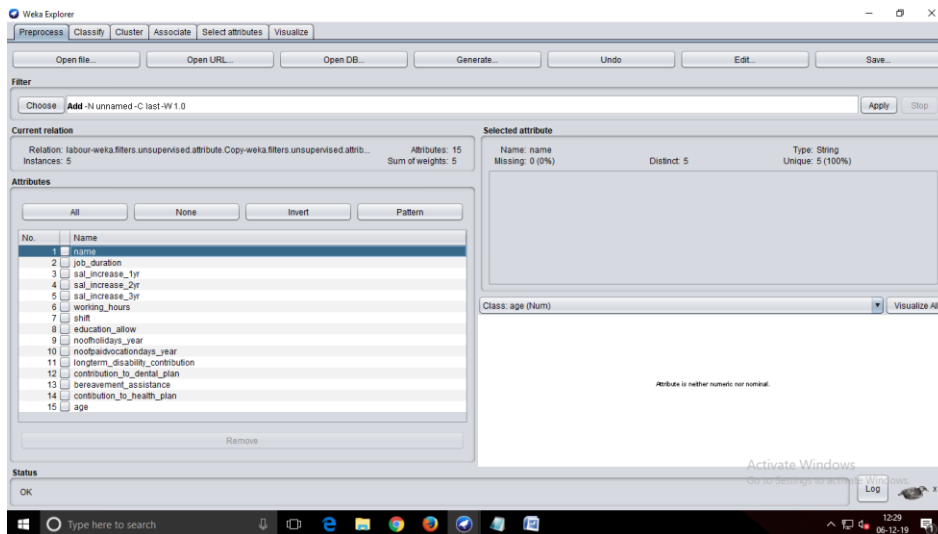 Weka Explorer
Preprocess Classify Cluster Associate Select attributes Visualize
Open file... Open URL... Open DB... Generate... Undo Edit... Save...
Filter
Choose Add -N unnamed -C last -W 1.0 Apply Stop
Current relation
Relation: labour-weka.filters.unsupervised.attribute.Copy-weka.filters.unsupervised.attrib... Attributes: 15
Instances: 5 Sum of weights: 5
Selected attribute
Name: name Type: String
Missing: 0 (0%) Distinct: 5 Unique: 5 (100%)
Attributes
All None Invert Pattern
No. Name
1 name
2 job_duration
3 sal_increase_1yr
4 sal_increase_2yr
5 sal_increase_3yr
6 working_hours
7 shift
8 education_allow
9 noofholidays_year
10 noofpaidvocationdays_year
11 longterm_disability_contribution
12 contribution_to_dental_plan
13 bereavement_assistance
14 contibution_to_health_plan
15 age
Remove
Class: age (Num) Visualize All
Attribute is neither numeric nor nominal.
Activate Windows
Go to Settings to activate Windows.
Status
OK
Log
x
Type here to search
12:29
06-12-19